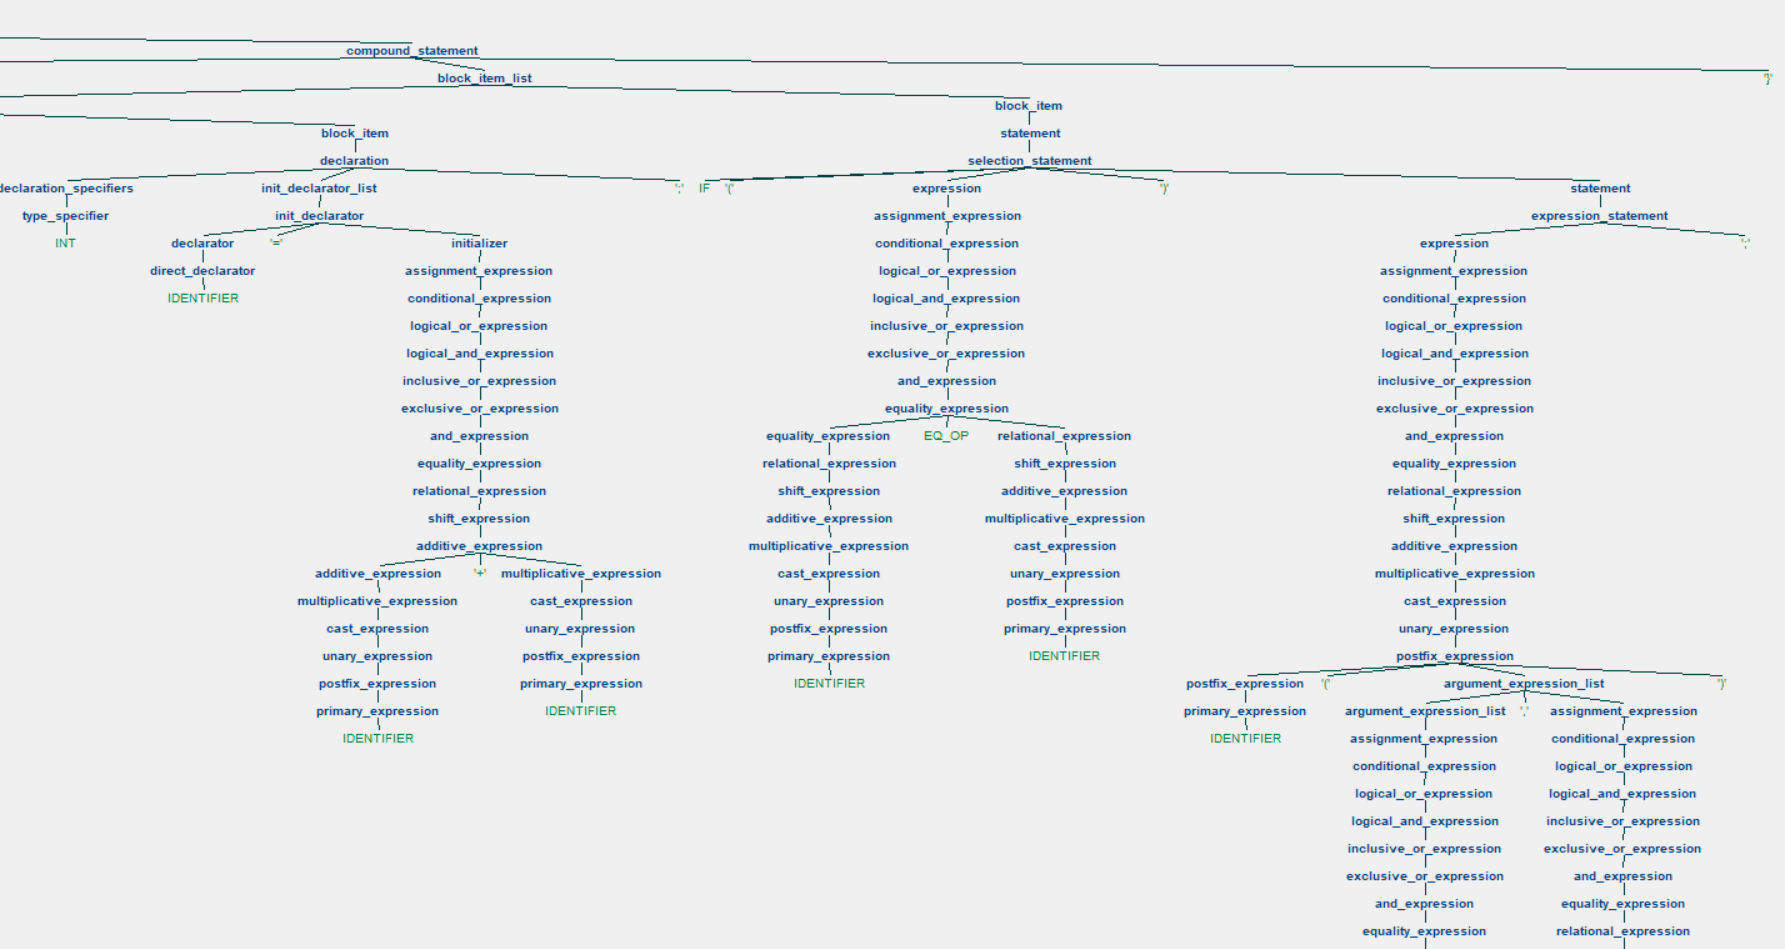 compound_statement
block_item_list '}'
block_item
block_item statement
declaration selection_statement
declaration_specifiers init_declarator_list ';' IF '(' expression ')' statement
type_specifier init_declarator assignment_expression expression_statement
INT declarator '=' initializer conditional_expression expression ';'
direct_declarator assignment_expression logical_or_expression assignment_expression
IDENTIFIER conditional_expression logical_and_expression conditional_expression
logical_or_expression inclusive_or_expression logical_or_expression
logical_and_expression exclusive_or_expression logical_and_expression
inclusive_or_expression and_expression inclusive_or_expression
exclusive_or_expression equality_expression exclusive_or_expression
and_expression equality_expression EQ_OP relational_expression and_expression
equality_expression relational_expression shift_expression equality_expression
relational_expression shift_expression additive_expression relational_expression
shift_expression additive_expression multiplicative_expression shift_expression
additive_expression multiplicative_expression cast_expression additive_expression
additive_expression '+' multiplicative_expression cast_expression unary_expression multiplicative_expression
multiplicative_expression cast_expression unary_expression postfix_expression cast_expression
cast_expression unary_expression postfix_expression primary_expression unary_expression
unary_expression postfix_expression primary_expression IDENTIFIER postfix_expression
postfix_expression primary_expression IDENTIFIER postfix_expression '(' argument_expression_list ')'
primary_expression IDENTIFIER primary_expression argument_expression_list ',' assignment_expression
IDENTIFIER IDENTIFIER assignment_expression conditional_expression
conditional_expression logical_or_expression
logical_or_expression logical_and_expression
logical_and_expression inclusive_or_expression
inclusive_or_expression exclusive_or_expression
exclusive_or_expression and_expression
and_expression equality_expression
equality_expression relational_expression